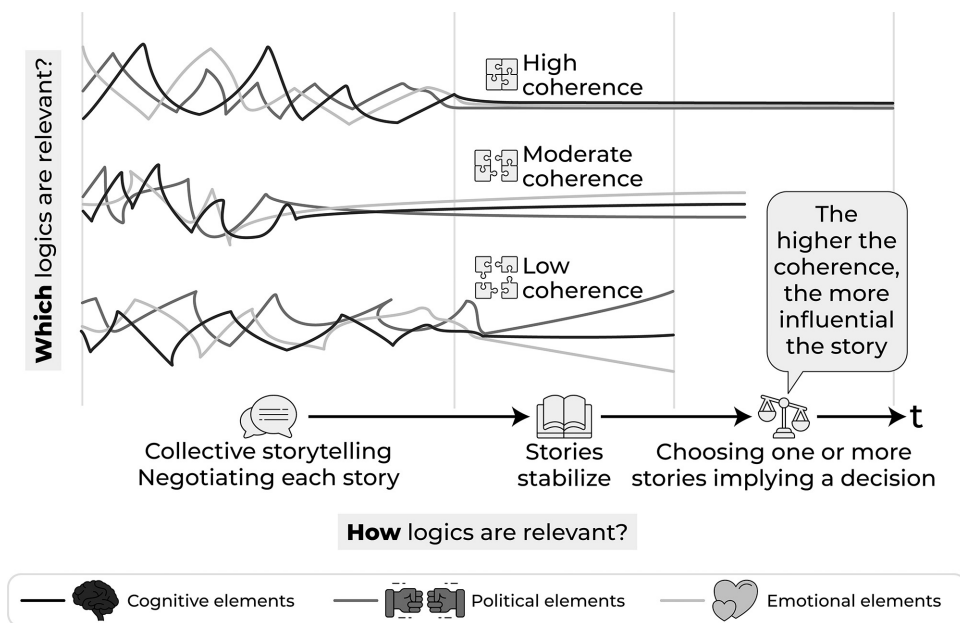 Which logics are relevant?
High
coherence
Moderate
coherence
Low
coherence
The
higher the
coherence,
the more
influential
the story
t
Collective storytelling
Negotiating each story
Stories
stabilize
Choosing one or more
stories implying a decision
How logics are relevant?
Cognitive elements
Political elements
Emotional elements